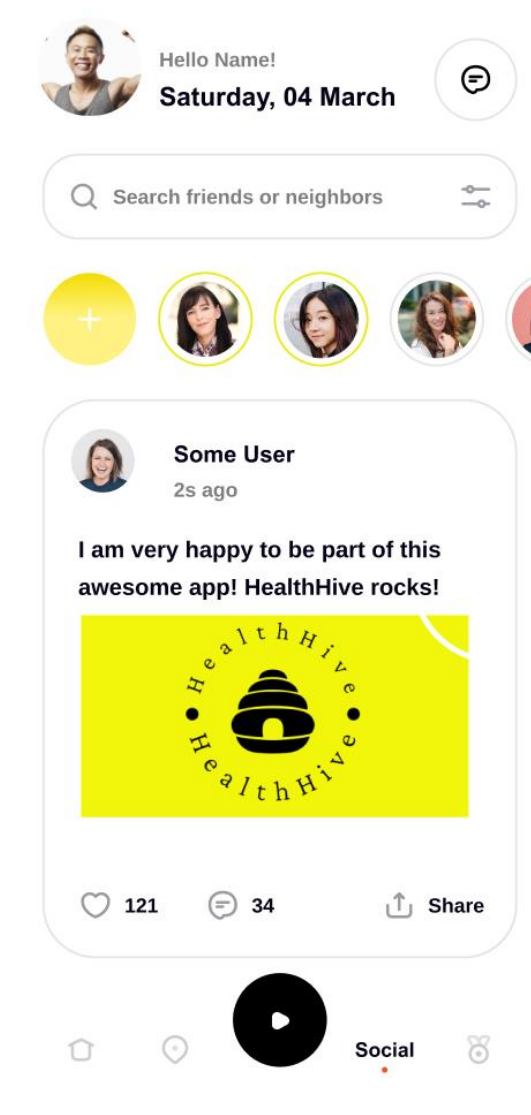 Hello Name!
Saturday, 04 March
Search friends or neighbors
Some User
2s ago
I am very happy to be part of this
awesome app! HealthHive rocks!
HealthHive
HealthHive
121
34
Share
Social